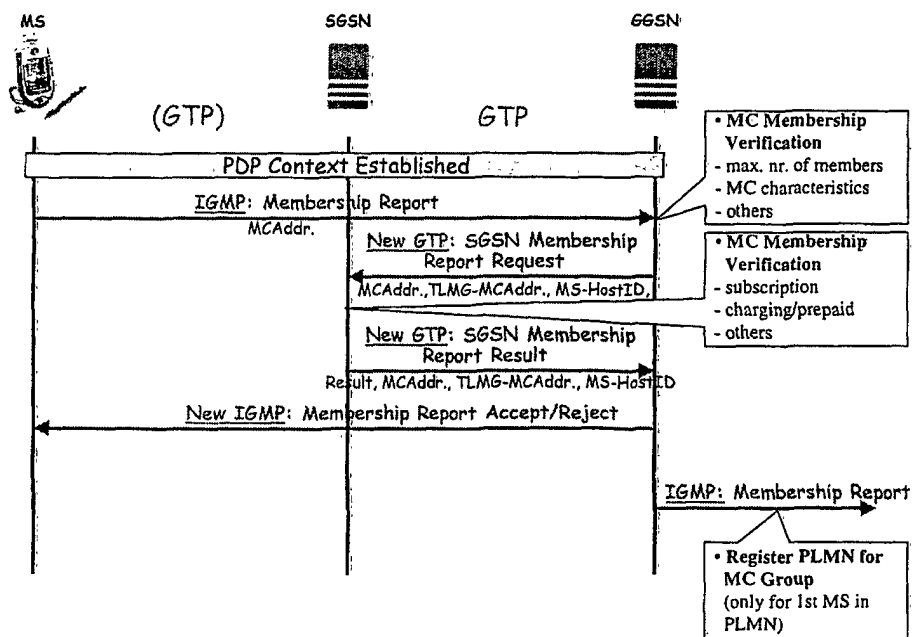 MS
SGSN
GGSN
(GTP)
GTP
PDP Context Established
IGMP: Membership Report
MCAddr.
• MC Membership
Verification
- max. nr. of members
- MC characteristics
- others
New GTP: SGSN Membership
Report Request
MCAddr.,TLMG-MCAddr., MS-HostID,
• MC Membership
Verification
- subscription
- charging/prepaid
- others
New GTP: SGSN Membership
Report Result
Result, MCAddr., TLMG-MCAddr., MS-HostID
New IGMP: Membership Report Accept/Reject
IGMP: Membership Report
• Register PLMN for
MC Group
(only for 1st MS in
PLMN)